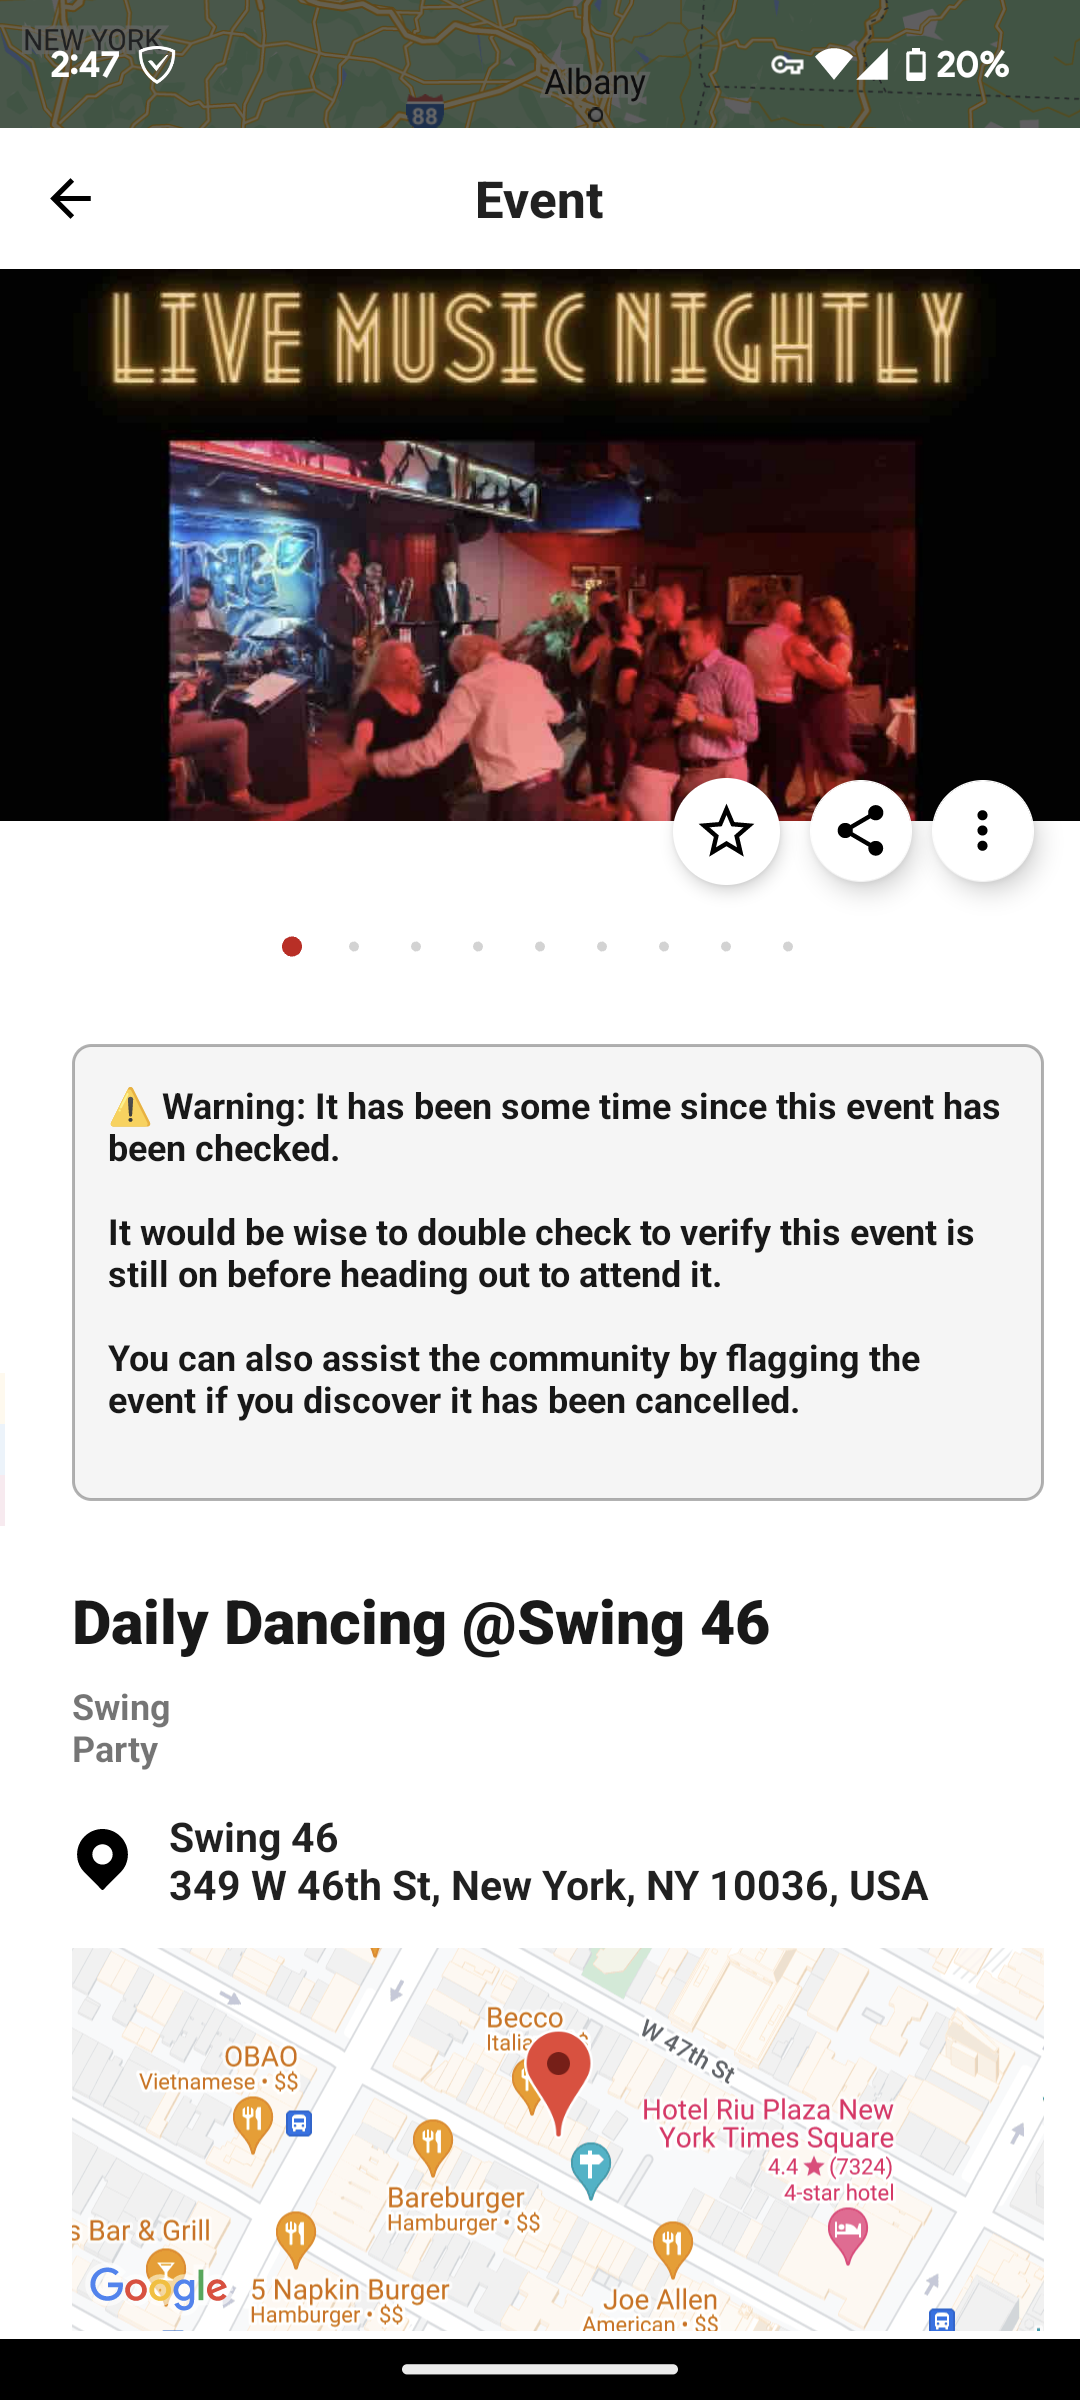 NEW YORK
2:47
20%
Albany
88
Event
LIVE MUSIC NIGHTLY
⚠️ Warning: It has been some time since this event has
been checked.
It would be wise to double check to verify this event is
still on before heading out to attend it.
You can also assist the community by flagging the
event if you discover it has been cancelled.
Daily Dancing @Swing 46
Swing
Party
Swing 46
349 W 46th St, New York, NY 10036, USA
Becco
Italia
W 47th St
OBAO
Vietnamese • $$
Hotel Riu Plaza New
York Times Square
4.4 ★ (7324)
4-star hotel
Bareburger
Hamburger • $$
s Bar & Grill
Google
5 Napkin Burger
Hamburger • $$
Joe Allen
American • $$